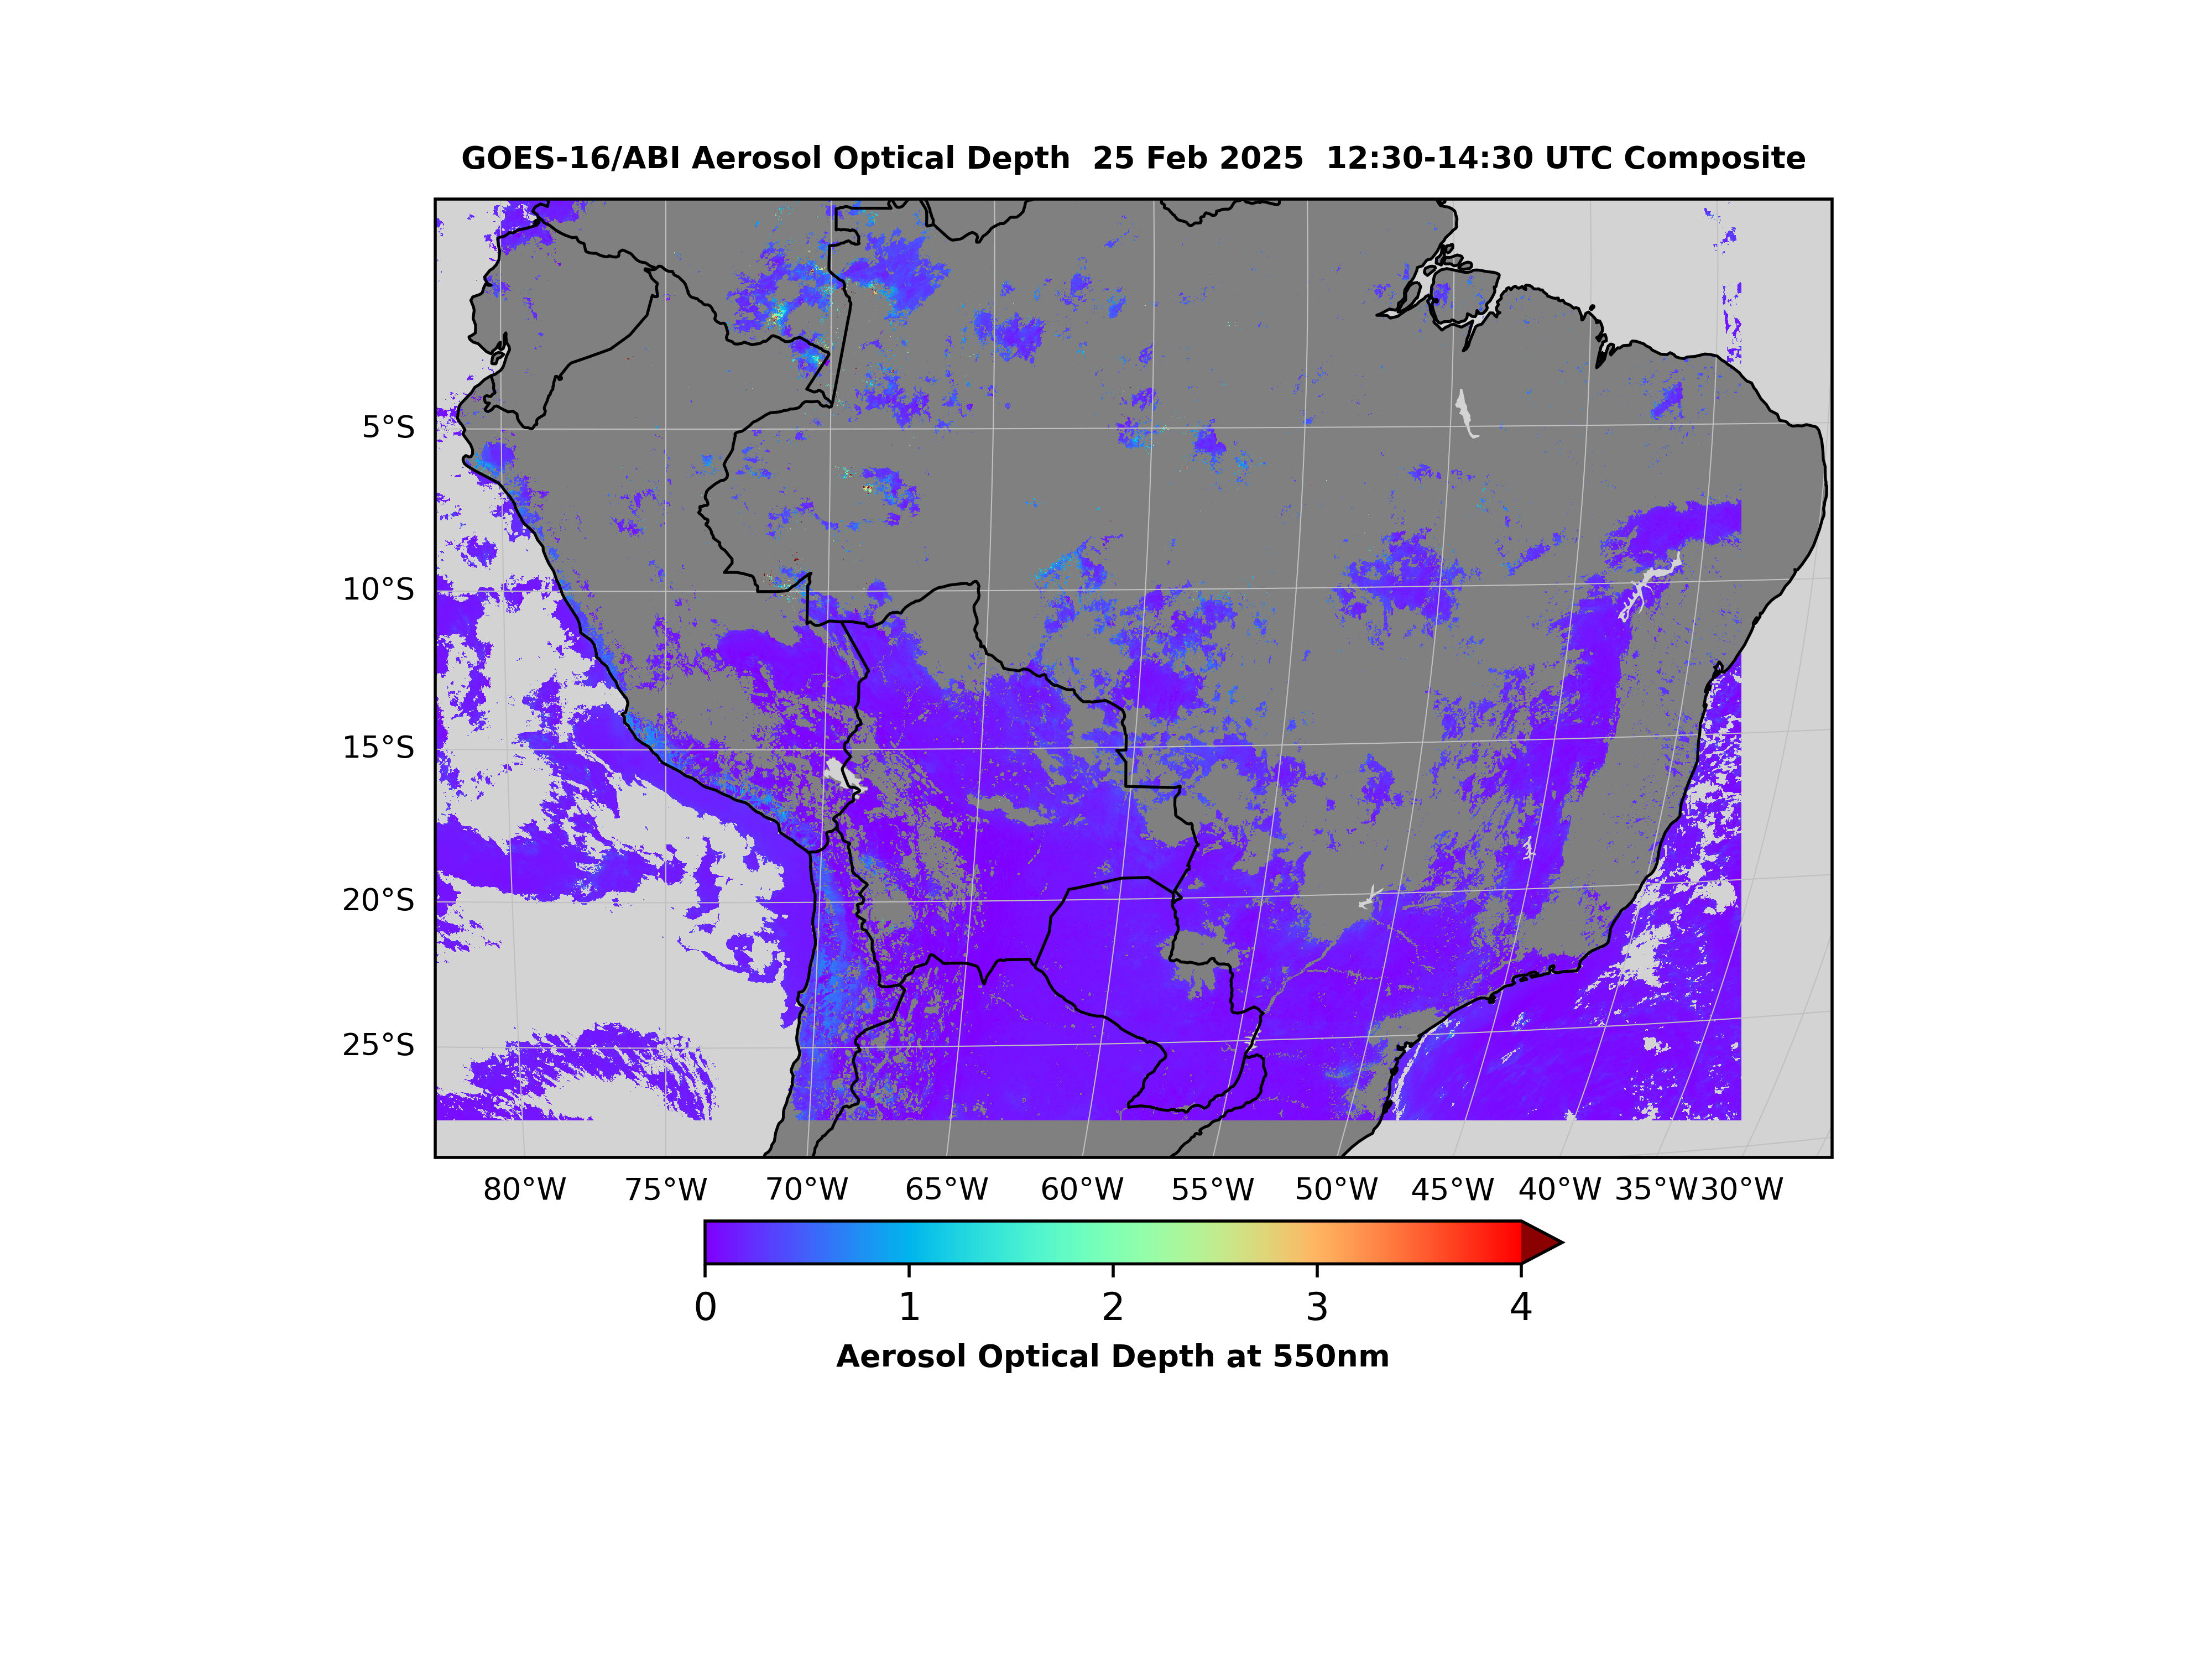 GOES-16/ABI Aerosol Optical Depth  25 Feb 2025  12:30-14:30 UTC Composite
5°S
10°S
15°S
20°S
25°S
80°W 75°W 70°W 65°W 60°W 55°W 50°W 45°W 40°W 35°W 30°W
0 1 2 3 4
Aerosol Optical Depth at 550nm